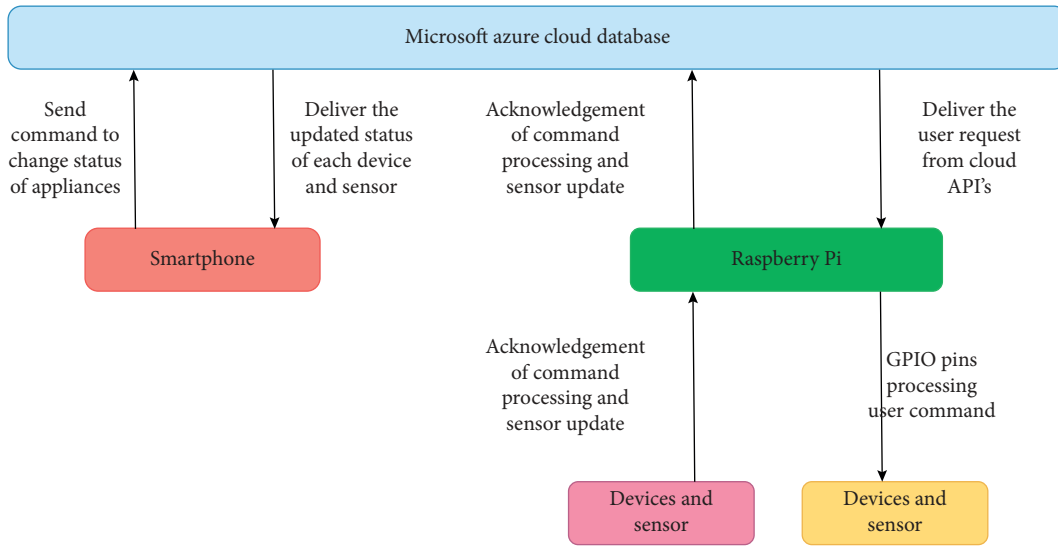 Microsoft azure cloud database
Send
command to
change status
of appliances
Deliver the
updated status
of each device
and sensor
Acknowledgement
of command
processing and
sensor update
Deliver the
user request
from cloud
API's
Smartphone
Raspberry Pi
Acknowledgement
of command
processing and
sensor update
GPIO pins
processing
user command
Devices and
sensor
Devices and
sensor